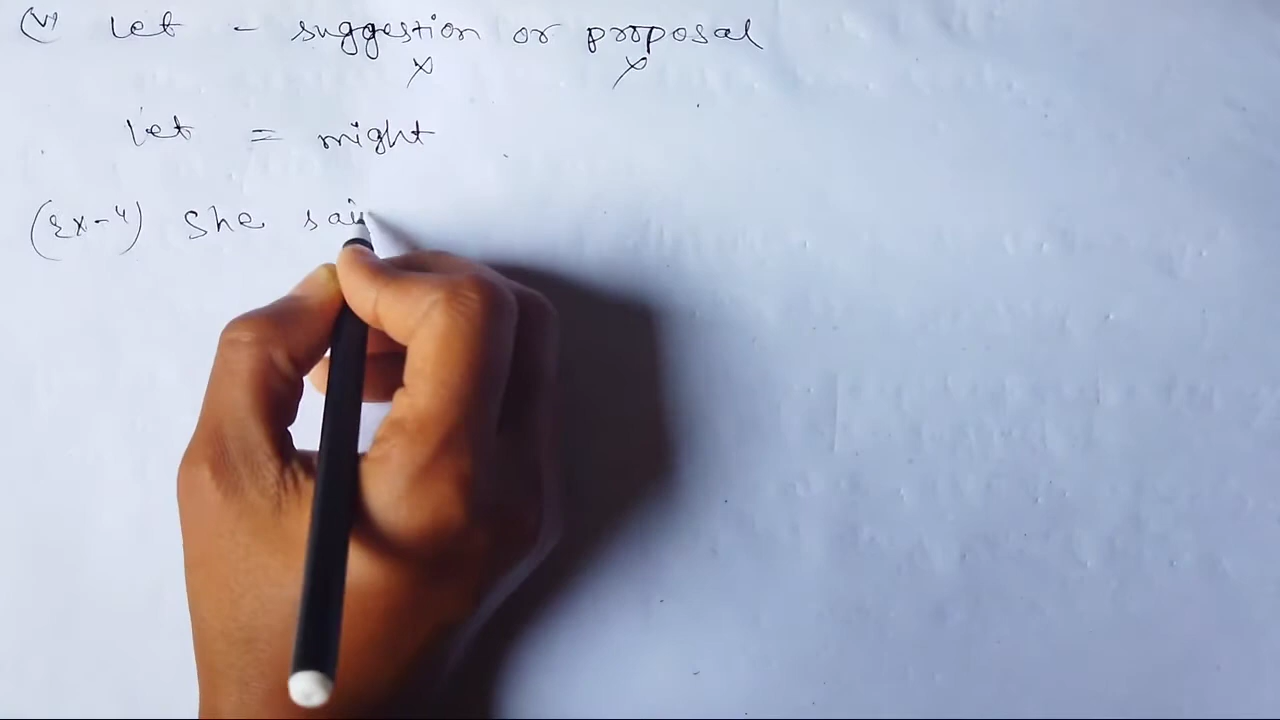 (v) Let - suggestion or proposal
x x
Let = might
(Ex-4) She sai